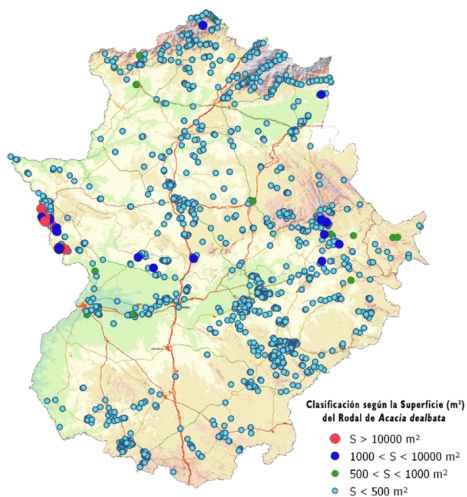 Clasificación según la Superficie (m²)
del Rodal de Acacia dealbata
S > 10000 m²
1000 < S < 10000 m²
500 < S < 1000 m²
S < 500 m²